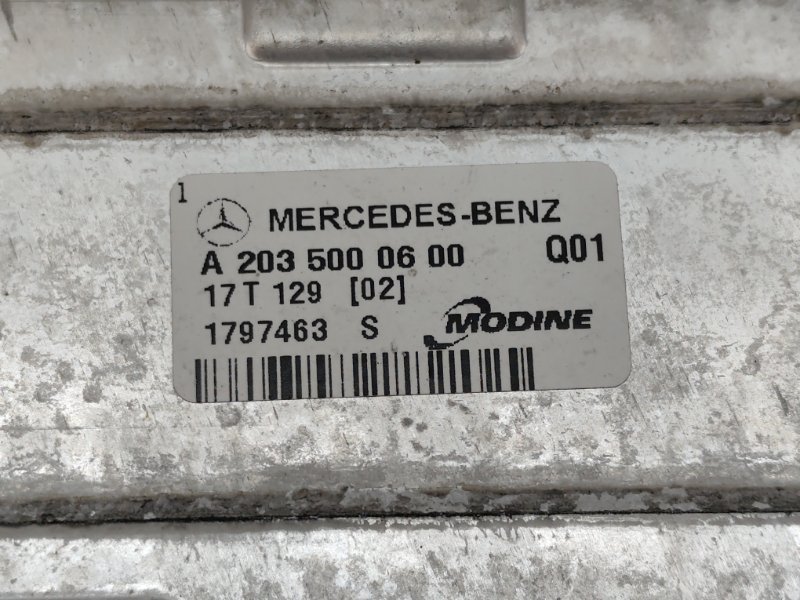 1
MERCEDES-BENZ
A 203 500 06 00 Q01
17 T 129 [02]
1797463 S MODINE